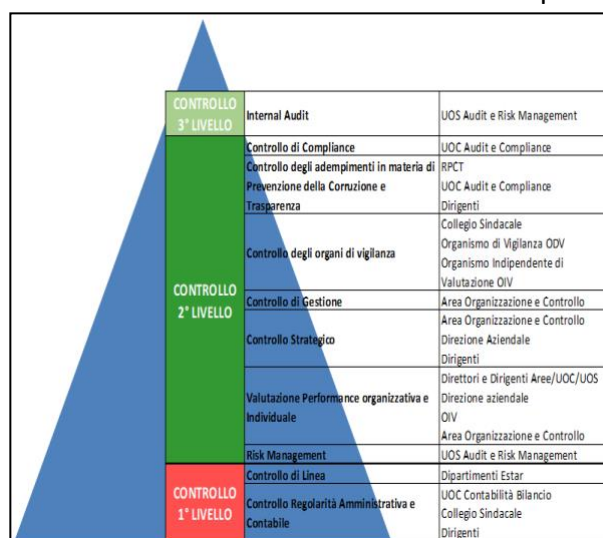 CONTROLLO
3° LIVELLO
Internal Audit
UOS Audit e Risk Management
CONTROLLO
2° LIVELLO
Controllo di Compliance
UOC Audit e Compliance
Controllo degli adempimenti in materia di
Prevenzione della Corruzione e
Trasparenza
RPCT
UOC Audit e Compliance
Dirigenti
Controllo degli organi di vigilanza
Collegio Sindacale
Organismo di Vigilanza ODV
Organismo Indipendente di
Valutazione OIV
Controllo di Gestione
Area Organizzazione e Controllo
Controllo Strategico
Area Organizzazione e Controllo
Direzione Aziendale
Dirigenti
Valutazione Performance organizzativa e
Individuale
Direttori e Dirigenti Aree/UOC/UOS
Direzione aziendale
OIV
Area Organizzazione e Controllo
Risk Management
UOS Audit e Risk Management
CONTROLLO
1° LIVELLO
Controllo di Linea
Dipartimenti Estar
Controllo Regolarità Amministrativa e
Contabile
UOC Contabilità Bilancio
Collegio Sindacale
Dirigenti